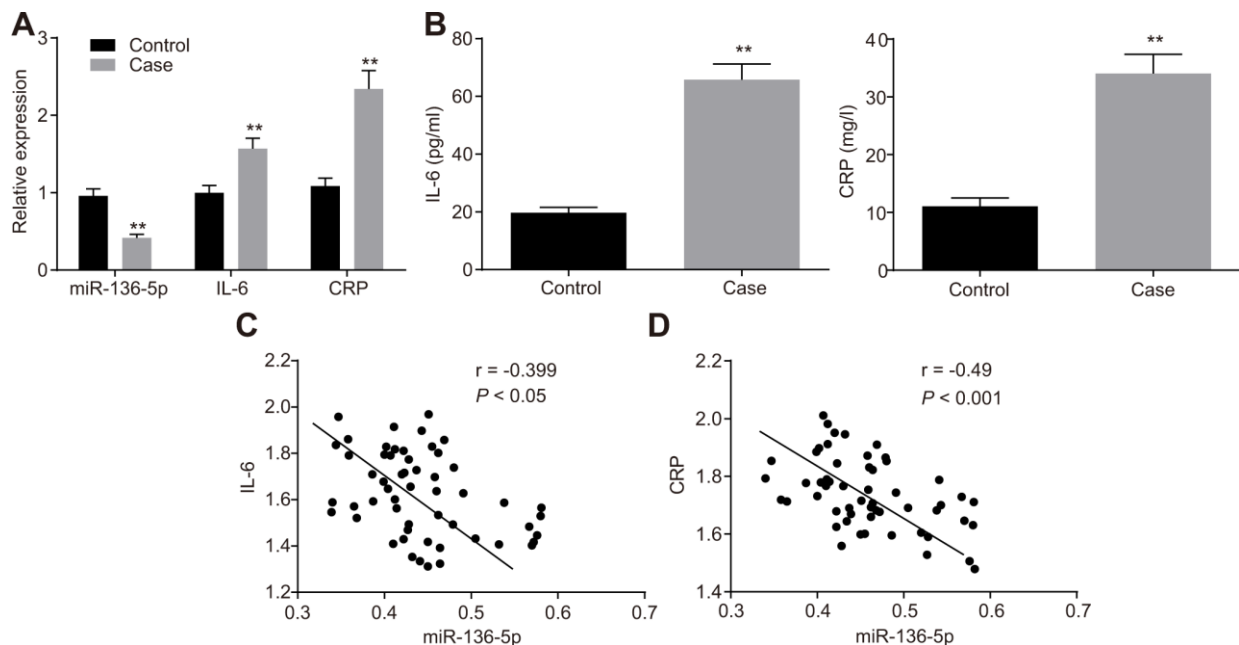 A
3
2
1
0
Relative expression
Control
Case
**
**
**
miR-136-5p IL-6 CRP
B
80
60
40
20
0
IL-6 (pg/ml)
**
Control Case
40
30
20
10
0
CRP (mg/l)
**
Control Case
C
2.2
2.0
1.8
1.6
1.4
1.2
IL-6
r = -0.399
P < 0.05
0.3 0.4 0.5 0.6 0.7
miR-136-5p
D
2.2
2.0
1.8
1.6
1.4
CRP
r = -0.49
P < 0.001
0.3 0.4 0.5 0.6 0.7
miR-136-5p